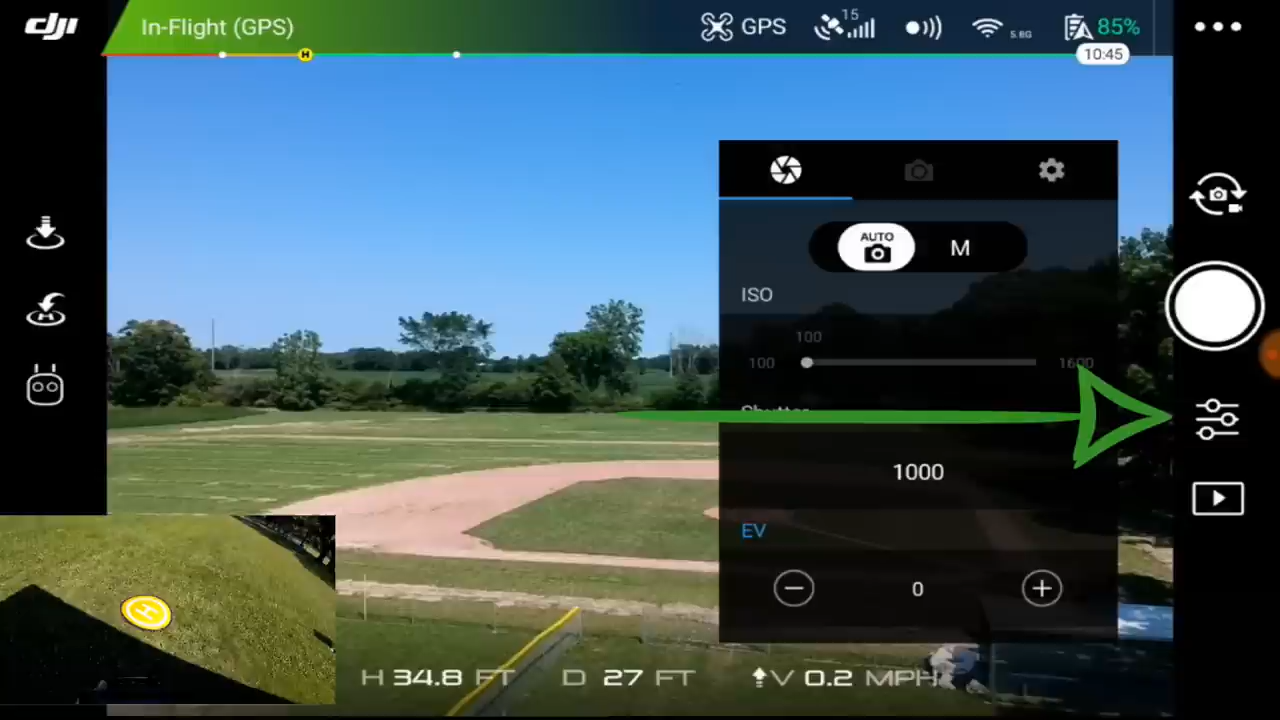 dji In-Flight (GPS) GPS 15 5.8G 85%
10:45
AUTO M
ISO
100
100 1600
Shutter
1000
EV
0
H
H 34.8 FT D 27 FT V 0.2 MPH